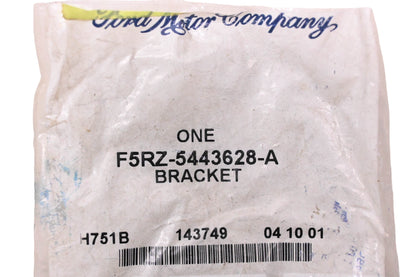 Ford Motor Company
ONE
F5RZ-5443628-A
BRACKET
H751B 143749 04 10 01